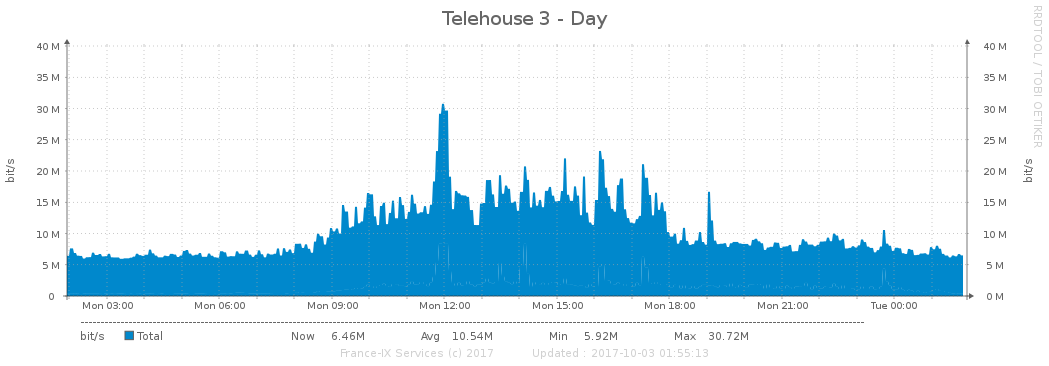 Telehouse 3 - Day
RRDTOOL / TOBI OETIKER
40 M 40 M
35 M 35 M
30 M 30 M
25 M 25 M
20 M 20 M
15 M 15 M
10 M 10 M
5 M 5 M
0 0 M
bit/s bit/s
Mon 03:00 Mon 06:00 Mon 09:00 Mon 12:00 Mon 15:00 Mon 18:00 Mon 21:00 Tue 00:00
bit/s Total Now 6.46M Avg 10.54M Min 5.92M Max 30.72M
France-IX Services (c) 2017 Updated : 2017-10-03 01:55:13